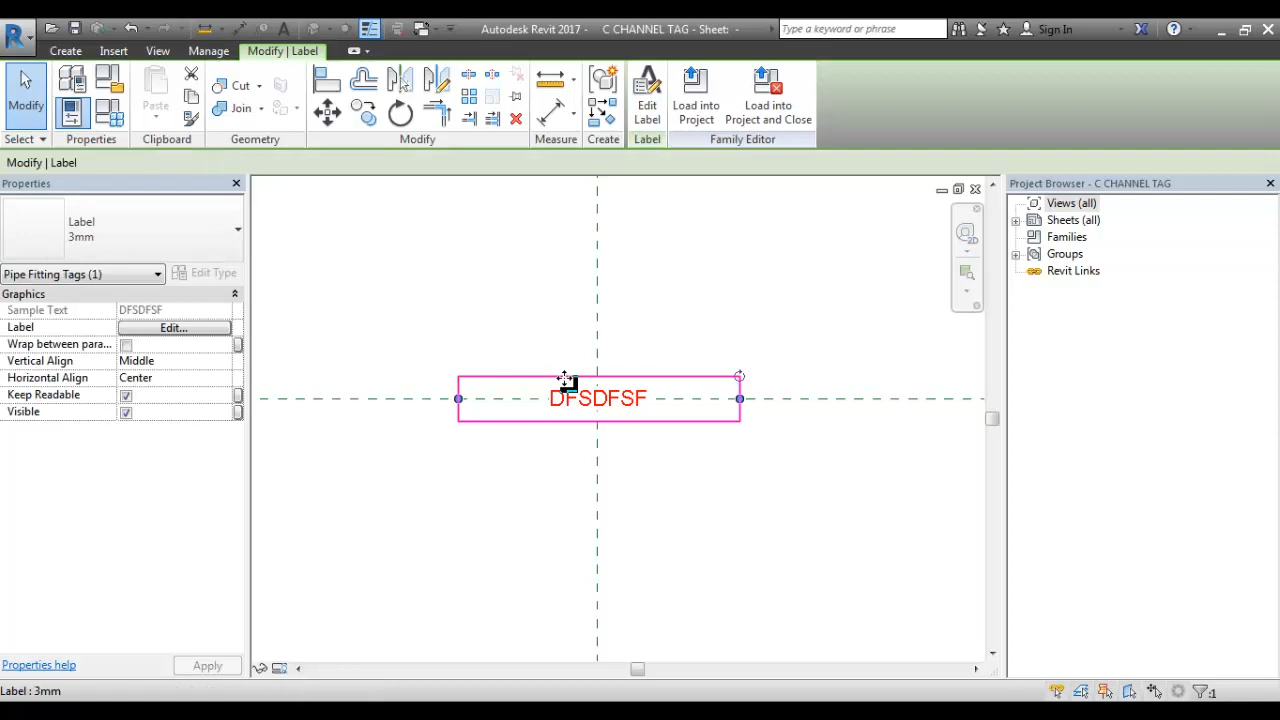 Autodesk Revit 2017 - C CHANNEL TAG - Sheet: -
Type a keyword or phrase
Sign In
Create Insert View Manage Modify | Label
Modify
Paste
Cut
Join
Edit Label
Load into Project
Load into Project and Close
Select Properties Clipboard Geometry Modify Measure Create Label Family Editor
Modify | Label
Properties
Label
3mm
Pipe Fitting Tags (1)
Edit Type
Graphics
Sample Text DFSDFSF
Label Edit...
Wrap between para...
Vertical Align Middle
Horizontal Align Center
Keep Readable
Visible
Properties help
Apply
DFSDFSF
2D
Project Browser - C CHANNEL TAG
Views (all)
Sheets (all)
Families
Groups
Revit Links
Label : 3mm
:1